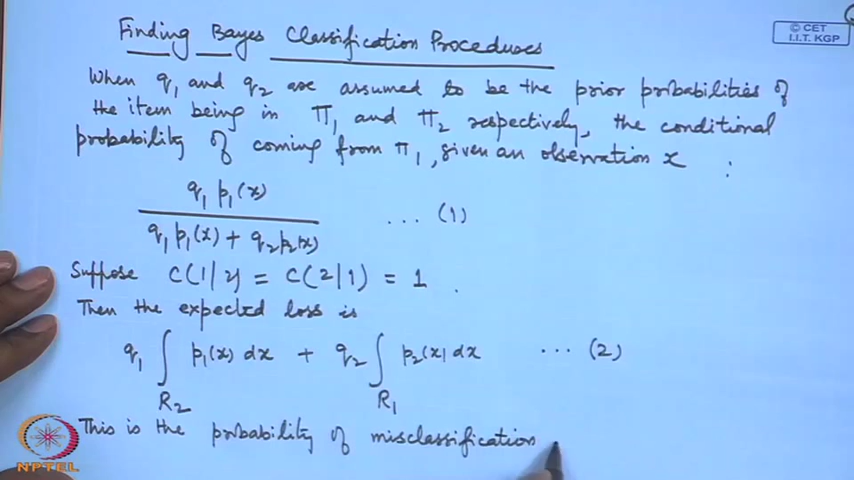 © CET
I.I.T. KGP
Finding Bayes Classification Procedures
When q₁ and q₂ are assumed to be the prior probabilities of
the item being in Π₁ and Π₂ respectively, the conditional
probability of coming from Π₁, given an observation x :
q₁ p₁(x)
q₁ p₁(x) + q₂ p₂(x) ... (1)
Suppose C(1|2) = C(2|1) = 1.
Then the expected loss is
q₁ ∫ p₁(x) dx + q₂ ∫ p₂(x) dx ... (2)
R₂ R₁
This is the probability of misclassification
NPTEL